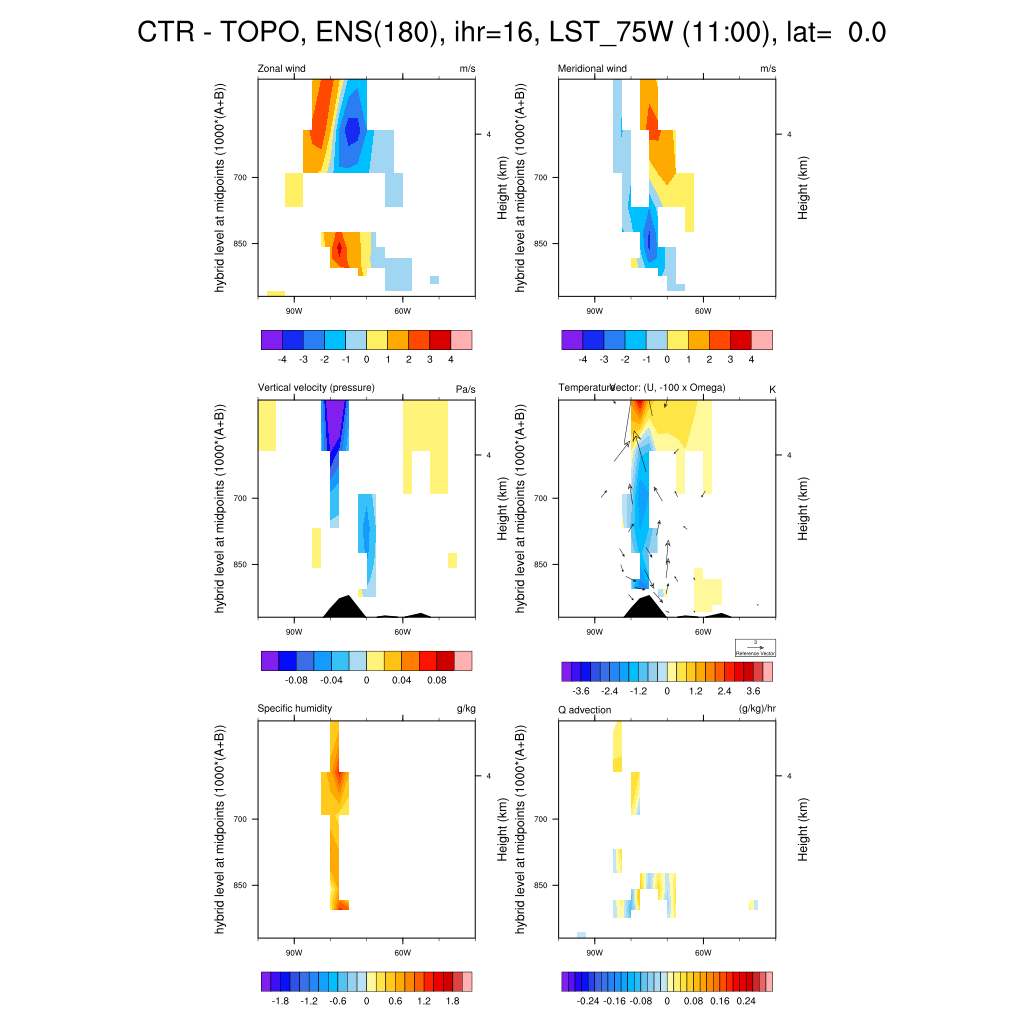 CTR - TOPO, ENS(180), ihr=16, LST_75W (11:00), lat= 0.0
Zonal wind m/s
hybrid level at midpoints (1000*(A+B))
700
850
4
Height (km)
90W 60W
-4 -3 -2 -1 0 1 2 3 4
Meridional wind m/s
hybrid level at midpoints (1000*(A+B))
700
850
4
Height (km)
90W 60W
-4 -3 -2 -1 0 1 2 3 4
Vertical velocity (pressure) Pa/s
hybrid level at midpoints (1000*(A+B))
700
850
4
Height (km)
90W 60W
-0.08 -0.04 0 0.04 0.08
Temperature Vector: (U, -100 x Omega) K
hybrid level at midpoints (1000*(A+B))
700
850
4
Height (km)
90W 60W
3
Reference Vector
-3.6 -2.4 -1.2 0 1.2 2.4 3.6
Specific humidity g/kg
hybrid level at midpoints (1000*(A+B))
700
850
4
Height (km)
90W 60W
-1.8 -1.2 -0.6 0 0.6 1.2 1.8
Q advection (g/kg)/hr
hybrid level at midpoints (1000*(A+B))
700
850
4
Height (km)
90W 60W
-0.24 -0.16 -0.08 0 0.08 0.16 0.24